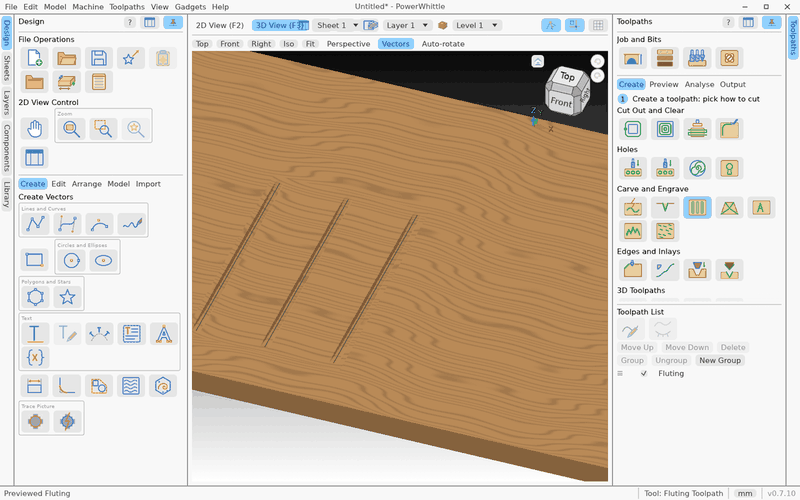 Untitled* - PowerWhittle
File Edit Model Machine Toolpaths View Gadgets Help
Design
Sheets
Layers
Components
Library
Design ?
File Operations
2D View Control
Zoom
Create Edit Arrange Model Import
Create Vectors
Lines and Curves
Circles and Ellipses
Polygons and Stars
Text
Trace Picture
2D View (F2) 3D View (F3) Sheet 1 Layer 1 Level 1
Top Front Right Iso Fit Perspective Vectors Auto-rotate
Top
Front
Right
Z
X
Toolpaths ?
Toolpaths
Job and Bits
Create Preview Analyse Output
1 Create a toolpath: pick how to cut
Cut Out and Clear
Holes
Carve and Engrave
Edges and Inlays
3D Toolpaths
Toolpath List
Move Up Move Down Delete
Group Ungroup New Group
Fluting
Previewed Fluting
Tool: Fluting Toolpath mm v0.7.10